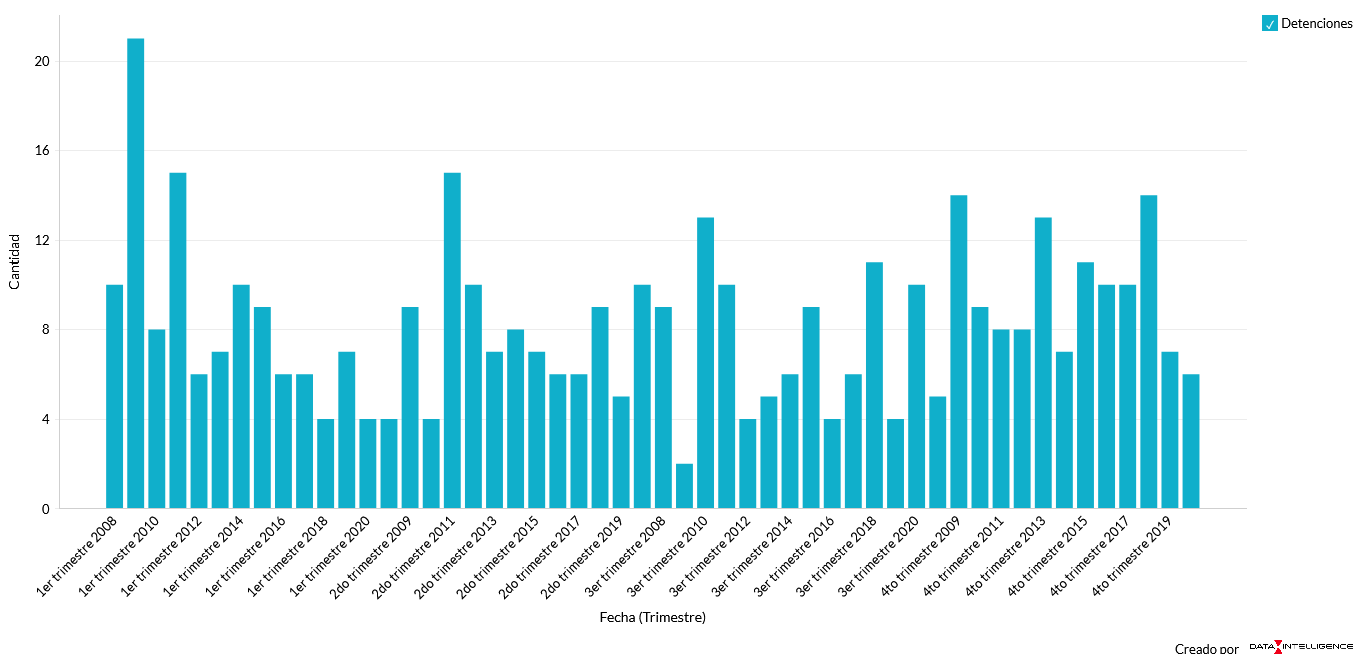 Detenciones
20
16
12
8
4
0
Cantidad
1er trimestre 2008
1er trimestre 2010
1er trimestre 2012
1er trimestre 2014
1er trimestre 2016
1er trimestre 2018
1er trimestre 2020
2do trimestre 2009
2do trimestre 2011
2do trimestre 2013
2do trimestre 2015
2do trimestre 2017
2do trimestre 2019
3er trimestre 2008
3er trimestre 2010
3er trimestre 2012
3er trimestre 2014
3er trimestre 2016
3er trimestre 2018
3er trimestre 2020
4to trimestre 2009
4to trimestre 2011
4to trimestre 2013
4to trimestre 2015
4to trimestre 2017
4to trimestre 2019
Fecha (Trimestre)
Creado por DATA INTELLIGENCE